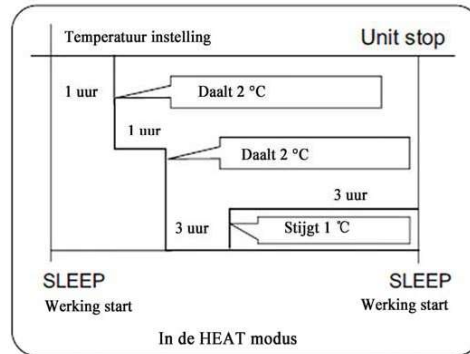 Temperatuur instelling
Unit stop
1 uur
Daalt 2 °C
1 uur
Daalt 2 °C
3 uur
3 uur
Stijgt 1 ℃
SLEEP
Werking start
SLEEP
Werking start
In de HEAT modus